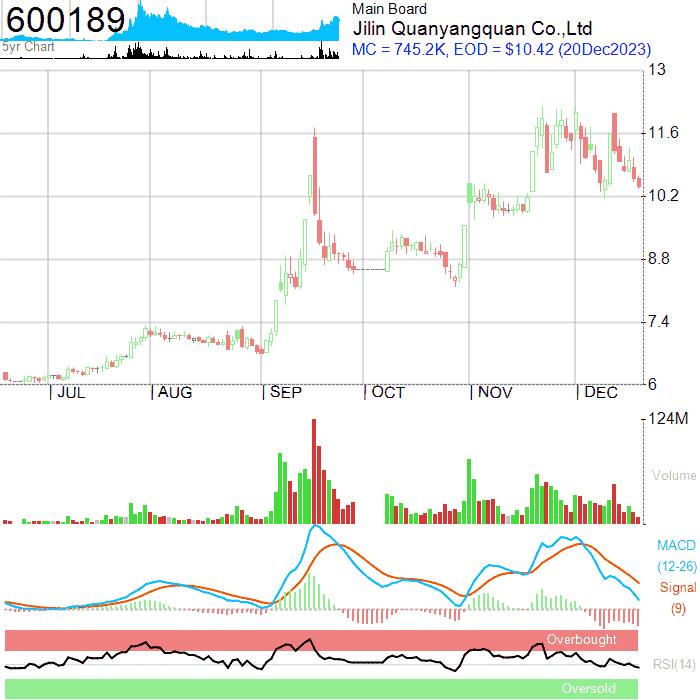 600189
5yr Chart
Main Board
Jilin Quanyangquan Co.,Ltd
MC = 745.2K, EOD = $10.42 (20Dec2023)
13
11.6
10.2
8.8
7.4
6
JUL
AUG
SEP
OCT
NOV
DEC
124M
Volume
MACD
(12-26)
Signal
(9)
Overbought
RSI(14)
Oversold